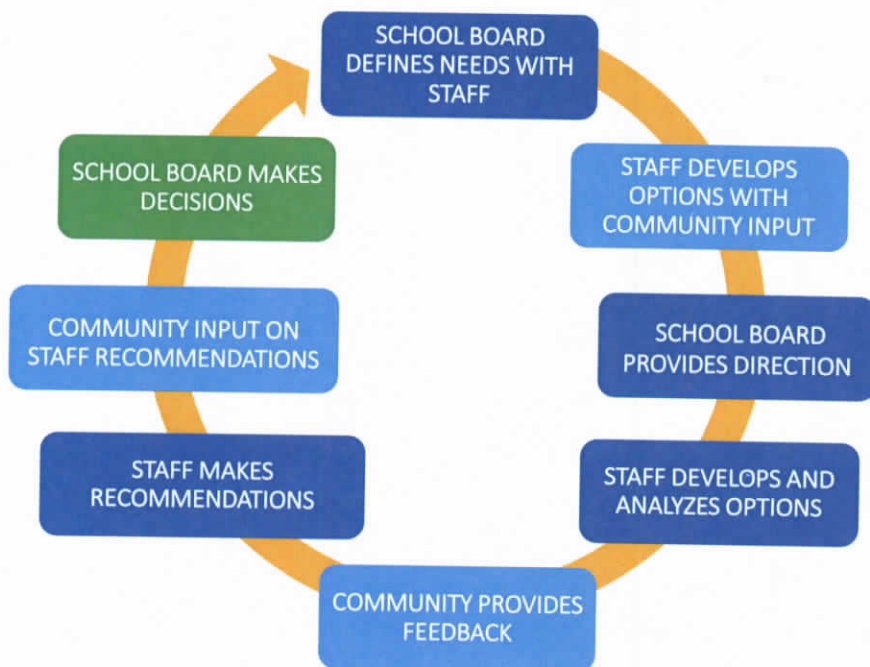 SCHOOL BOARD
DEFINES NEEDS WITH
STAFF
STAFF DEVELOPS
OPTIONS WITH
COMMUNITY INPUT
SCHOOL BOARD
PROVIDES DIRECTION
STAFF DEVELOPS AND
ANALYZES OPTIONS
COMMUNITY PROVIDES
FEEDBACK
STAFF MAKES
RECOMMENDATIONS
COMMUNITY INPUT ON
STAFF RECOMMENDATIONS
SCHOOL BOARD MAKES
DECISIONS